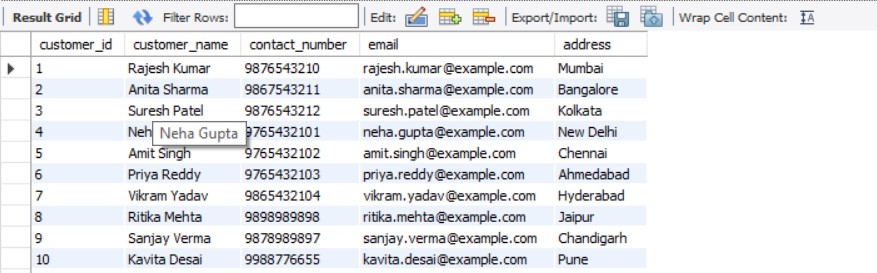 Result Grid Filter Rows: Edit: Export/Import: Wrap Cell Content: IA
customer_id customer_name contact_number email address
1 Rajesh Kumar 9876543210 rajesh.kumar@example.com Mumbai
2 Anita Sharma 9867543211 anita.sharma@example.com Bangalore
3 Suresh Patel 9876543212 suresh.patel@example.com Kolkata
4 Neh Neha Gupta 9765432101 neha.gupta@example.com New Delhi
5 Amit Singh 9765432102 amit.singh@example.com Chennai
6 Priya Reddy 9765432103 priya.reddy@example.com Ahmedabad
7 Vikram Yadav 9865432104 vikram.yadav@example.com Hyderabad
8 Ritika Mehta 9898989898 ritika.mehta@example.com Jaipur
9 Sanjay Verma 9878989897 sanjay.verma@example.com Chandigarh
10 Kavita Desai 9988776655 kavita.desai@example.com Pune